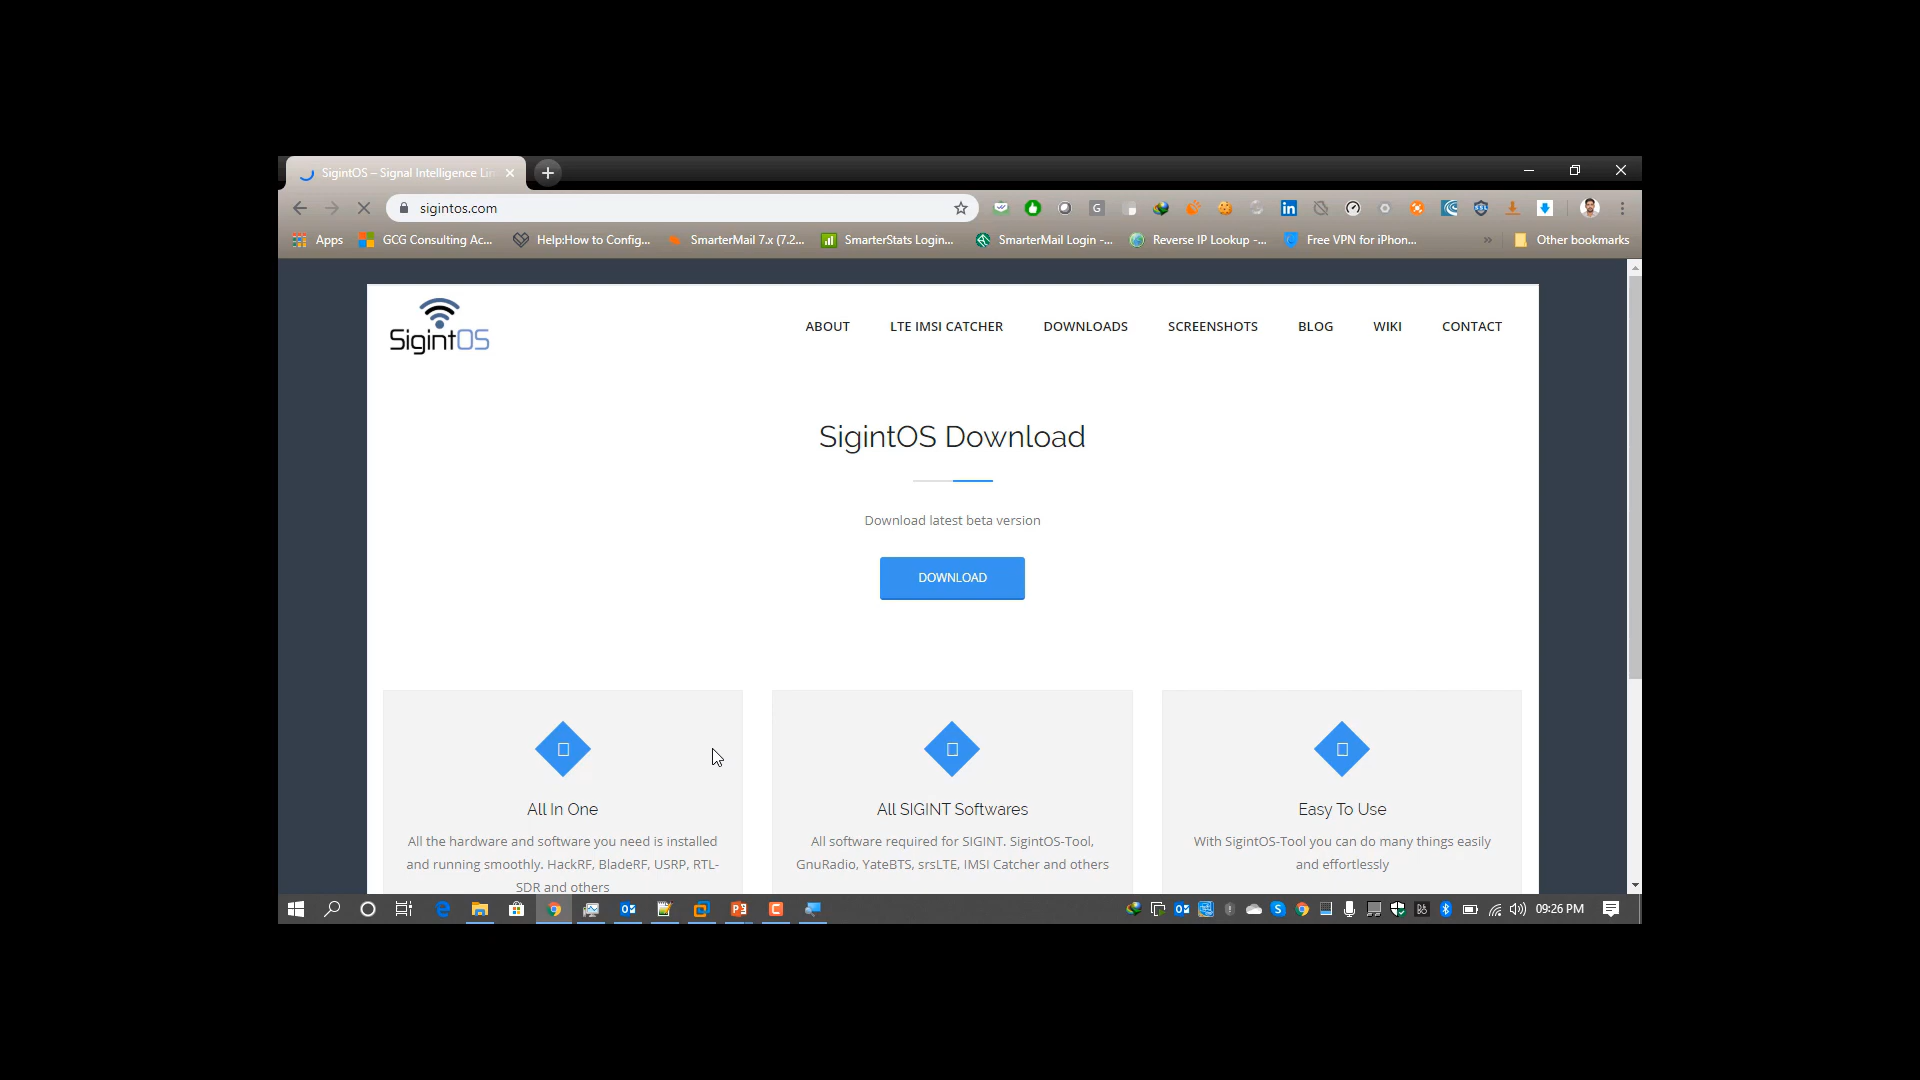 SigintOS – Signal Intelligence Lin
sigintos.com
Apps
GCG Consulting Ac...
Help:How to Config...
SmarterMail 7.x (7.2...
SmarterStats Login...
SmarterMail Login -...
Reverse IP Lookup -...
Free VPN for iPhon...
»
Other bookmarks
SigintOS
ABOUT
LTE IMSI CATCHER
DOWNLOADS
SCREENSHOTS
BLOG
WIKI
CONTACT
SigintOS Download
Download latest beta version
DOWNLOAD
All In One
All the hardware and software you need is installed
and running smoothly. HackRF, BladeRF, USRP, RTL-
SDR and others
All SIGINT Softwares
All software required for SIGINT. SigintOS-Tool,
GnuRadio, YateBTS, srsLTE, IMSI Catcher and others
Easy To Use
With SigintOS-Tool you can do many things easily
and effortlessly
09:26 PM